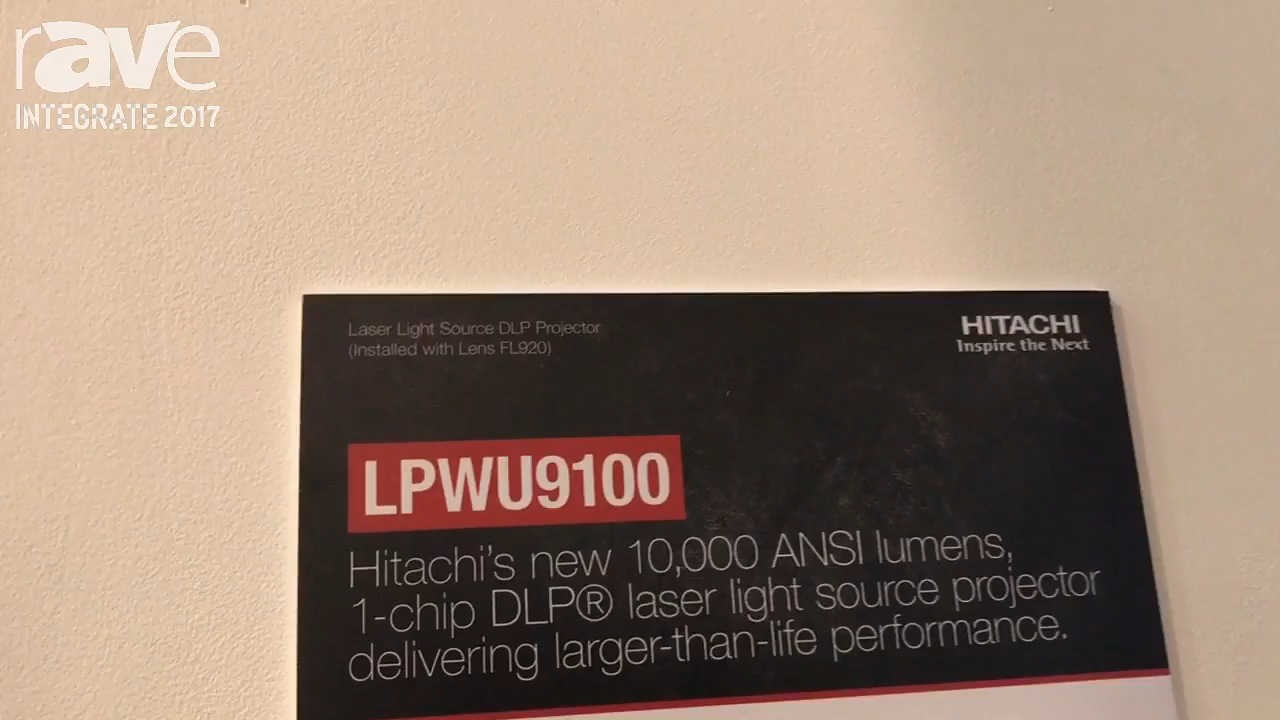 rave
INTEGRATE 2017
Laser Light Source DLP Projector
(Installed with Lens FL920)
HITACHI
Inspire the Next
LPWU9100
Hitachi's new 10,000 ANSI lumens,
1-chip DLP® laser light source projector
delivering larger-than-life performance.